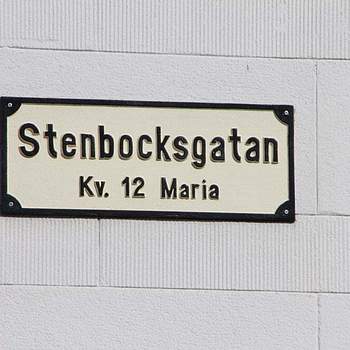 Stenbocksgatan
Kv. 12 Maria